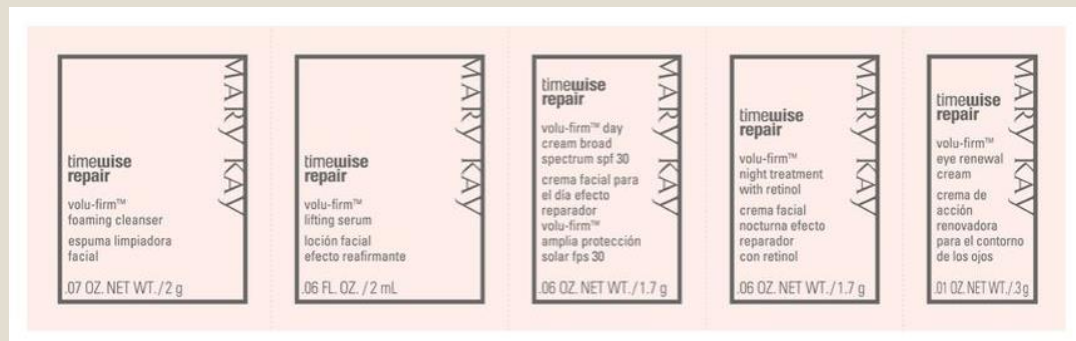 MARY KAY
timewise
repair
volu-firm™
foaming cleanser
espuma limpiadora
facial
.07 OZ. NET WT./2 g
MARY KAY
timewise
repair
volu-firm™
lifting serum
loción facial
efecto reafirmante
.06 FL. OZ. /2 mL
MARY KAY
timewise
repair
volu-firm™ day
cream broad
spectrum spf 30
crema facial para
el día efecto
reparador
volu-firm™
amplia protección
solar fps 30
.06 OZ. NET WT./1.7 g
MARY KAY
timewise
repair
volu-firm™
night treatment
with retinol
crema facial
nocturna efecto
reparador
con retinol
.06 OZ. NET WT./1.7 g
MARY KAY
timewise
repair
volu-firm™
eye renewal
cream
crema de
acción
renovadora
para el contorno
de los ojos
.01 OZ. NET WT./.3 g